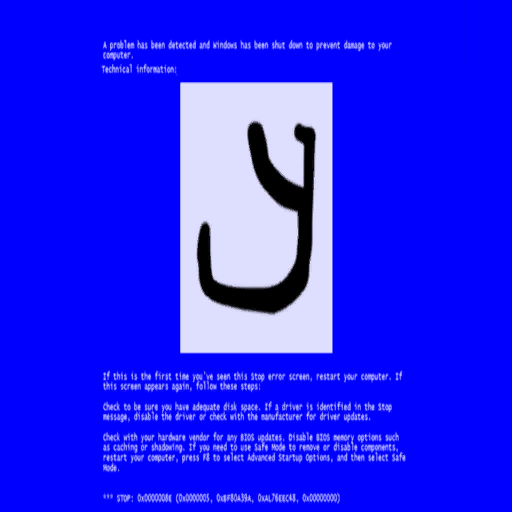 A problem has been detected and Windows has been shut down to prevent damage to your
computer.
Technical information:
y
If this is the first time you've seen this Stop error screen, restart your computer. If
this screen appears again, follow these steps:
Check to be sure you have adequate disk space. If a driver is identified in the Stop
message, disable the driver or check with the manufacturer for driver updates.
Check with your hardware vendor for any BIOS updates. Disable BIOS memory options, such
as caching or shadowing. If you need to use Safe Mode to remove or disable components,
restart your computer, press F8 to select Advanced Startup Options, and then select Safe
Mode.
*** STOP: 0x0000008E (0x0000005, 0xBF80A39A, 0xAL76EEC48, 0x00000000)